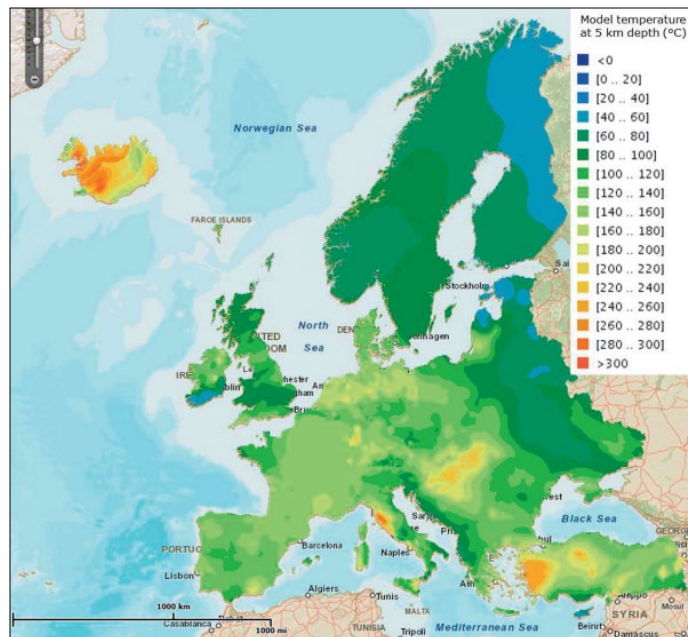 Model temperature
at 5 km depth (°C)
<0
[0 .. 20]
[20 .. 40]
[40 .. 60]
[60 .. 80]
[80 .. 100]
[100 .. 120]
[120 .. 140]
[140 .. 160]
[160 .. 180]
[180 .. 200]
[200 .. 220]
[220 .. 240]
[240 .. 260]
[260 .. 280]
[280 .. 300]
>300
Norwegian Sea
FAROE ISLANDS
Stockholm
North
Sea
Black Sea
Barcelona
Naples
Lisbon
Algiers
Tunis
MALTA
SYRIA
Mosul
1000 km
Casablanca
1000 mi
TUNISIA
Tripoli
Mediterranean Sea
Beirut
Damascus